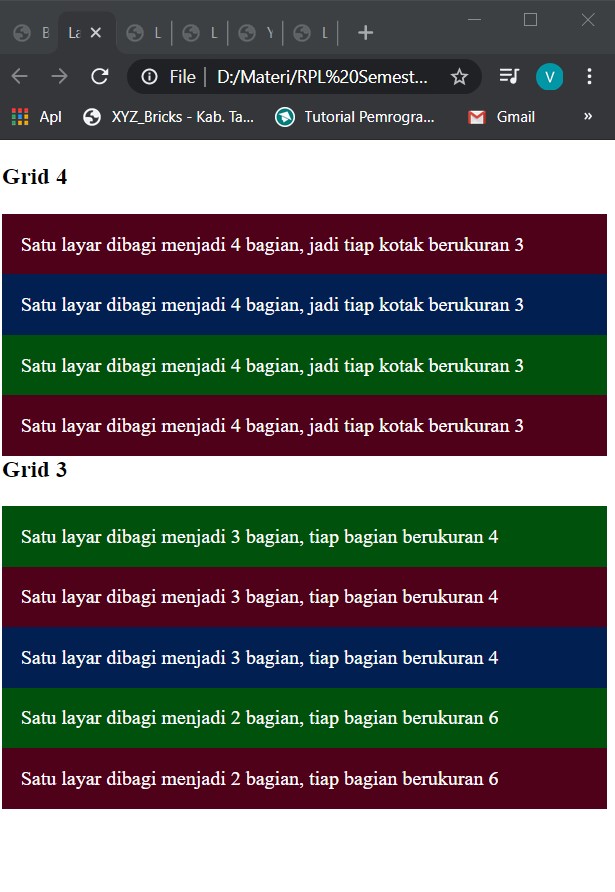 B
La
L
L
Y
L
File
D:/Materi/RPL%20Semest...
V
Apl
XYZ_Bricks - Kab. Ta...
Tutorial Pemrogra...
Gmail
»
Grid 4
Satu layar dibagi menjadi 4 bagian, jadi tiap kotak berukuran 3
Satu layar dibagi menjadi 4 bagian, jadi tiap kotak berukuran 3
Satu layar dibagi menjadi 4 bagian, jadi tiap kotak berukuran 3
Satu layar dibagi menjadi 4 bagian, jadi tiap kotak berukuran 3
Grid 3
Satu layar dibagi menjadi 3 bagian, tiap bagian berukuran 4
Satu layar dibagi menjadi 3 bagian, tiap bagian berukuran 4
Satu layar dibagi menjadi 3 bagian, tiap bagian berukuran 4
Satu layar dibagi menjadi 2 bagian, tiap bagian berukuran 6
Satu layar dibagi menjadi 2 bagian, tiap bagian berukuran 6